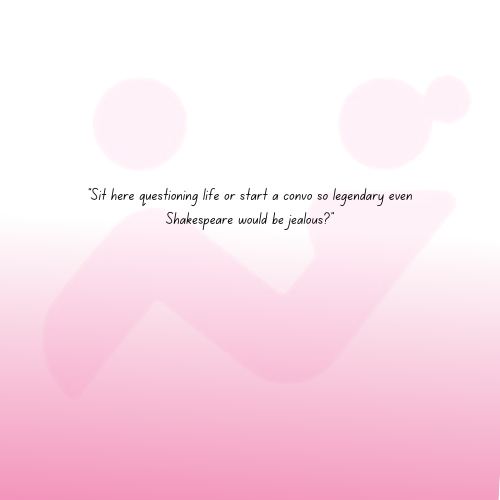 "Sit here questioning life or start a convo so legendary even
Shakespeare would be jealous?"